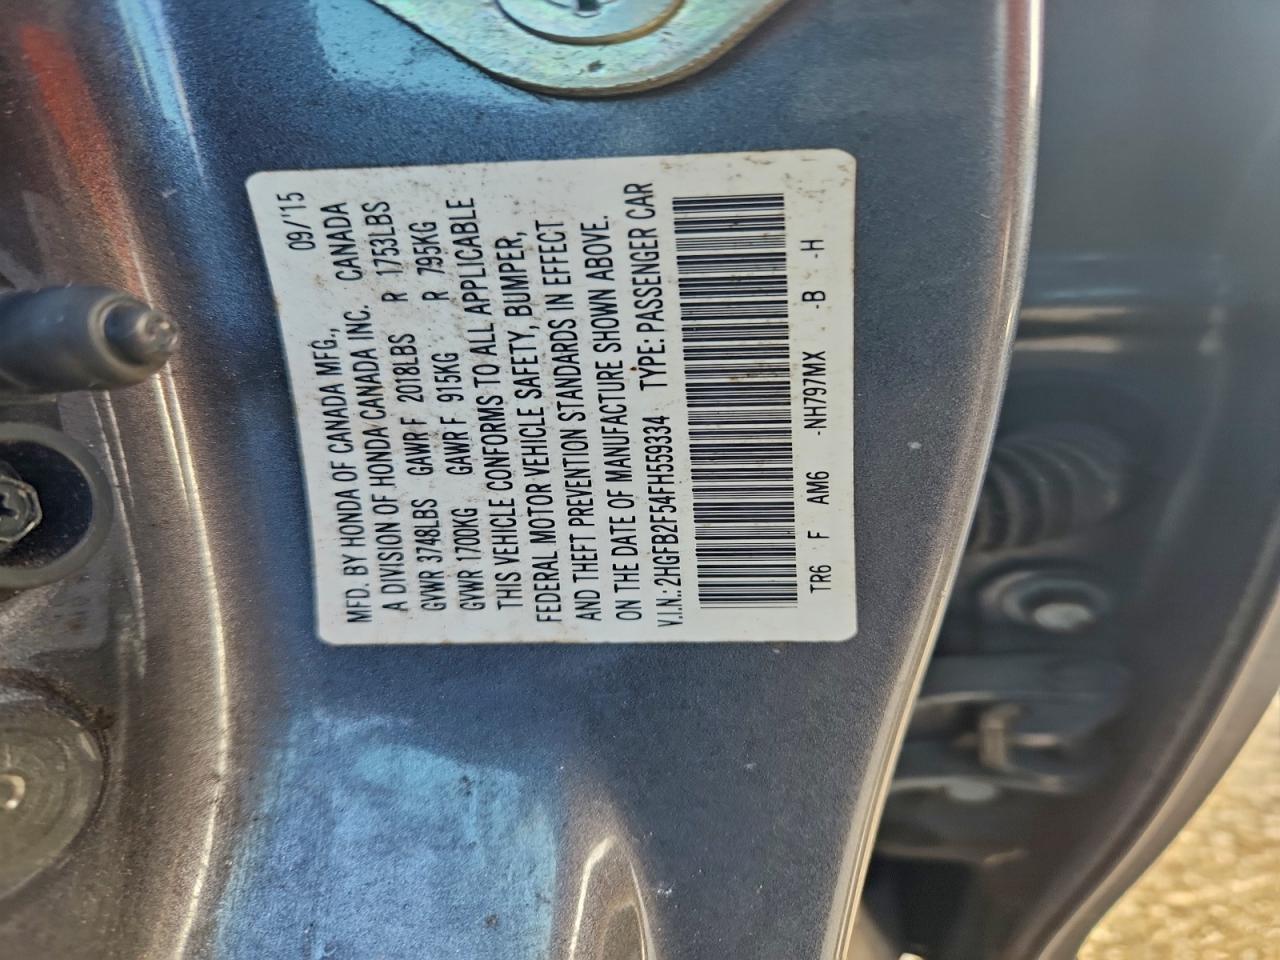 MFD. BY HONDA OF CANADA MFG., 09/'15
A DIVISION OF HONDA CANADA INC. CANADA
GVWR 3748LBS GAWR F 2018LBS R 1753LBS
GVWR 1700KG GAWR F 915KG R 795KG
THIS VEHICLE CONFORMS TO ALL APPLICABLE
FEDERAL MOTOR VEHICLE SAFETY, BUMPER,
AND THEFT PREVENTION STANDARDS IN EFFECT
ON THE DATE OF MANUFACTURE SHOWN ABOVE.
V.I.N.: 2HGFB2F54FH559334 TYPE: PASSENGER CAR
TR6 F AM6 -NH797MX -B -H